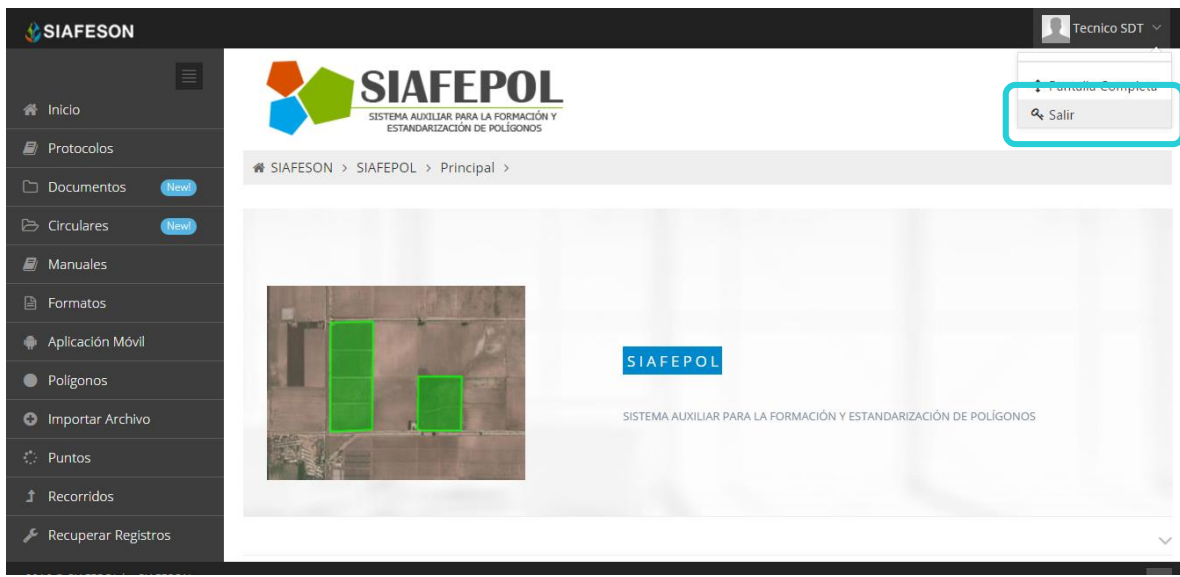 SIAFESON
Tecnico SDT
Pantalla Completa
Salir
Inicio
Protocolos
Documentos New!
Circulares New!
Manuales
Formatos
Aplicación Móvil
Polígonos
Importar Archivo
Puntos
Recorridos
Recuperar Registros
SIAFEPOL
SISTEMA AUXILIAR PARA LA FORMACIÓN Y
ESTANDARIZACIÓN DE POLÍGONOS
SIAFESON > SIAFEPOL > Principal >
SIAFEPOL
SISTEMA AUXILIAR PARA LA FORMACIÓN Y ESTANDARIZACIÓN DE POLÍGONOS